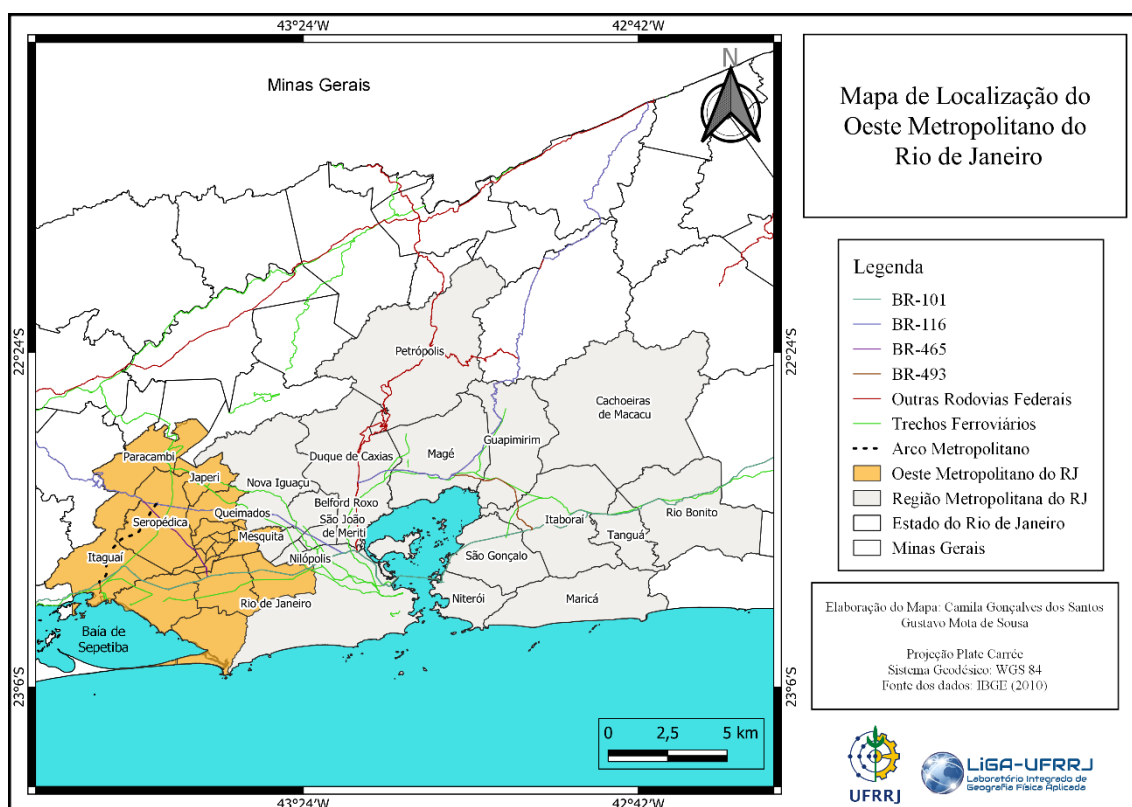 43°24'W
42°42'W
Minas Gerais
N
22°24'S
22°24'S
Petrópolis
Cachoeiras
de Macacu
Guapimirim
Paracambi
Duque de Caxias
Magé
Japeri
Nova Iguaçu
Belford Roxo
Rio Bonito
Seropédica
Queimados
São João
de Meriti
Itaboraí
Mesquita
Tanguá
Itaguaí
Nilópolis
São Gonçalo
Rio de Janeiro
Niterói
Maricá
Baía de
Sepetiba
23°6'S
23°6'S
0 2,5 5 km
43°24'W
42°42'W
Mapa de Localização do
Oeste Metropolitano do
Rio de Janeiro
Legenda
BR-101
BR-116
BR-465
BR-493
Outras Rodovias Federais
Trechos Ferroviários
Arco Metropolitano
Oeste Metropolitano do RJ
Região Metropolitana do RJ
Estado do Rio de Janeiro
Minas Gerais
Elaboração do Mapa: Camila Gonçalves dos Santos
Gustavo Mota de Sousa
Projeção Plate Carrée
Sistema Geodésico: WGS 84
Fonte dos dados: IBGE (2010)
UFRRJ
LiGA-UFRRJ
Laboratório Integrado de
Geografia Física Aplicada